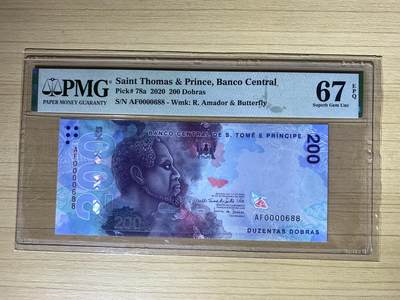 PMG
PAPER MONEY GUARANTY
Saint Thomas & Prince, Banco Central
Pick# 78a 2020 200 Dobras
S/N AF0000688 - Wmk: R. Amador & Butterfly
67 EPQ
Superb Gem Unc
BANCO CENTRAL DE S. TOMÉ E PRÍNCIPE
200
AF0000688
200
AF0000688
DUZENTAS DOBRAS